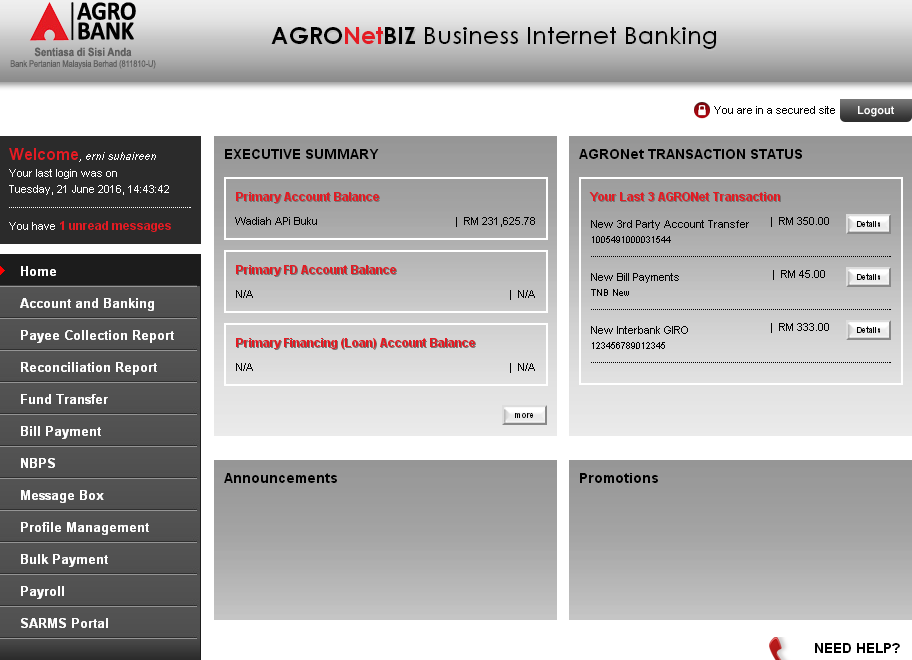 AGRO
BANK
Sentiasa di Sisi Anda
Bank Pertanian Malaysia Berhad (811810-U)
AGRONetBIZ Business Internet Banking
You are in a secured site
Logout
Welcome, erni suhaireen
Your last login was on
Tuesday, 21 June 2016, 14:43:42
You have 1 unread messages
Home
Account and Banking
Payee Collection Report
Reconciliation Report
Fund Transfer
Bill Payment
NBPS
Message Box
Profile Management
Bulk Payment
Payroll
SARMS Portal
EXECUTIVE SUMMARY
Primary Account Balance
Wadiah APi Buku | RM 231,625.78
Primary FD Account Balance
N/A | N/A
Primary Financing (Loan) Account Balance
N/A | N/A
more
AGRONet TRANSACTION STATUS
Your Last 3 AGRONet Transaction
New 3rd Party Account Transfer | RM 350.00 Details
1005491000031544
New Bill Payments | RM 45.00 Details
TNB New
New Interbank GIRO | RM 333.00 Details
123456789012345
Announcements
Promotions
NEED HELP?